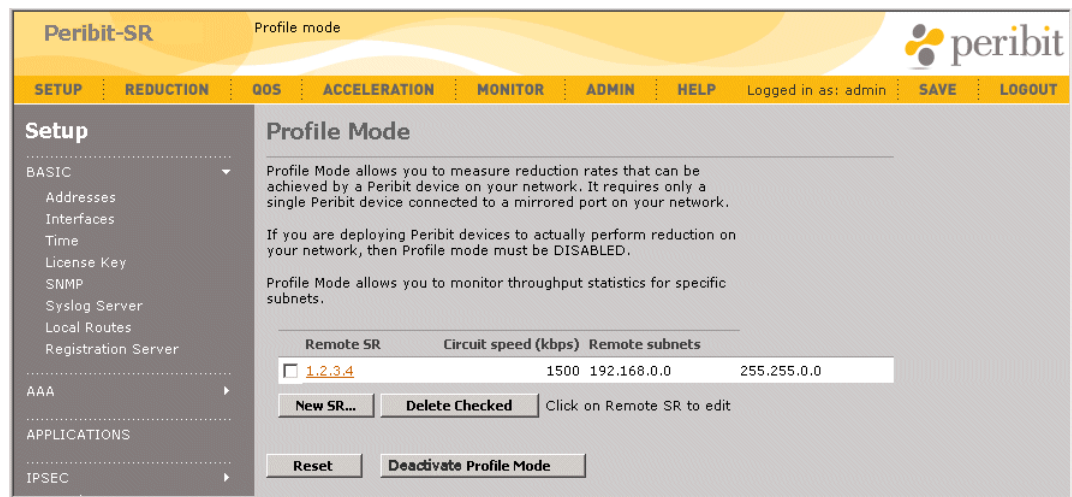 Peribit-SR
Profile mode
peribit
SETUP REDUCTION QOS ACCELERATION MONITOR ADMIN HELP Logged in as: admin SAVE LOGOUT
Setup
BASIC
Addresses
Interfaces
Time
License Key
SNMP
Syslog Server
Local Routes
Registration Server
AAA
APPLICATIONS
IPSEC
Profile Mode
Profile Mode allows you to measure reduction rates that can be
achieved by a Peribit device on your network. It requires only a
single Peribit device connected to a mirrored port on your network.
If you are deploying Peribit devices to actually perform reduction on
your network, then Profile mode must be DISABLED.
Profile Mode allows you to monitor throughput statistics for specific
subnets.
Remote SR Circuit speed (kbps) Remote subnets
1.2.3.4 1500 192.168.0.0 255.255.0.0
New SR... Delete Checked Click on Remote SR to edit
Reset Deactivate Profile Mode